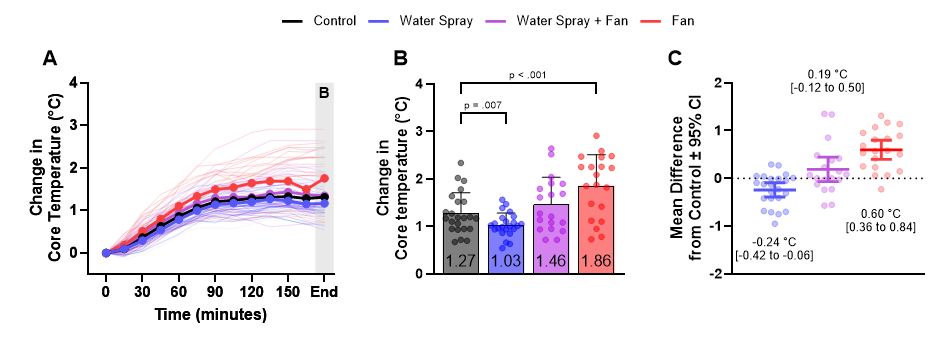 Control Water Spray Water Spray + Fan Fan
A
Change in
Core Temperature (°C)
4
3
2
1
0
B
0 30 60 90 120 150 End
Time (minutes)
B
Change in
Core temperature (°C)
4
3
2
1
0
p < .001
p = .007
1.27 1.03 1.46 1.86
C
Mean Difference
from Control ± 95% CI
2
1
0
-1
-2
0.19 °C
[-0.12 to 0.50]
-0.24 °C
[-0.42 to -0.06]
0.60 °C
[0.36 to 0.84]